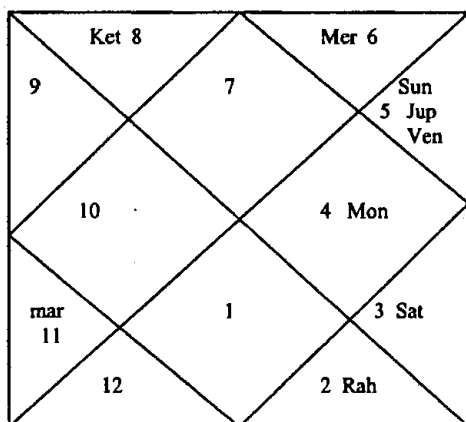 Ket 8
Mer 6
9
7
Sun
5 Jup
Ven
10
4 Mon
mar
11
1
3 Sat
12
2 Rah